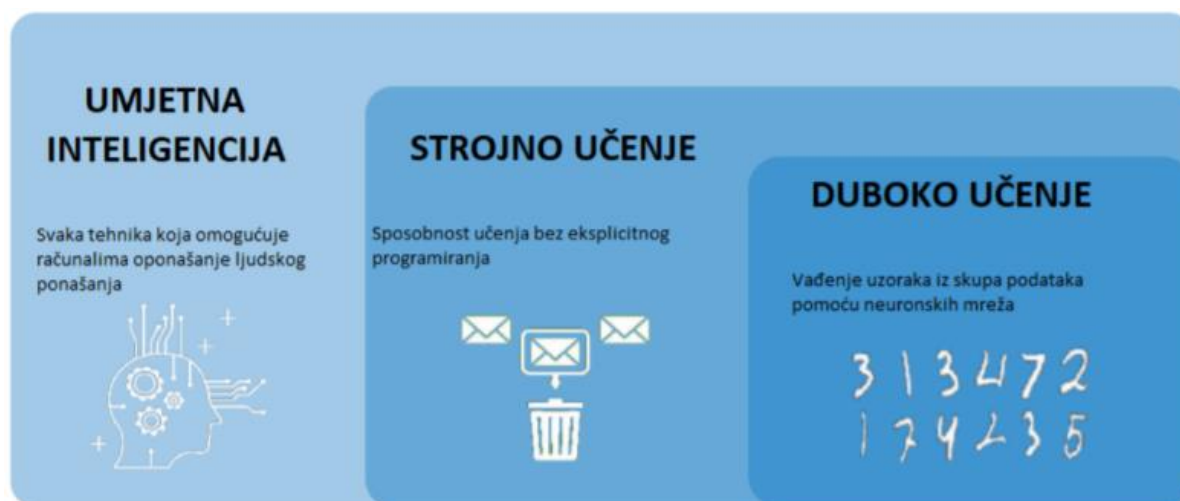 UMJETNA
INTELIGENCIJA
Svaka tehnika koja omogućuje
računalima oponašanje ljudskog
ponašanja
STROJNO UČENJE
Sposobnost učenja bez eksplicitnog
programiranja
DUBOKO UČENJE
Vađenje uzoraka iz skupa podataka
pomoću neuronskih mreža
3 1 3 4 7 2
1 7 4 2 3 5